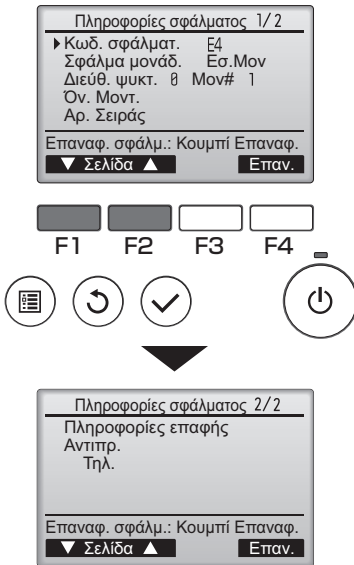 Πληροφορίες σφάλματος 1/2
Κωδ. σφάλματ. E4
Σφάλμα μονάδ. Εσ.Μον
Διεύθ. ψυκτ. 0 Μον# 1
Όν. Μοντ.
Αρ. Σειράς
Επαναφ. σφάλμ.: Κουμπί Επαναφ.
▼ Σελίδα ▲ Επαν.
F1 F2 F3 F4
Πληροφορίες σφάλματος 2/2
Πληροφορίες επαφής
Αντιπρ.
Τηλ.
Επαναφ. σφάλμ.: Κουμπί Επαναφ.
▼ Σελίδα ▲ Επαν.